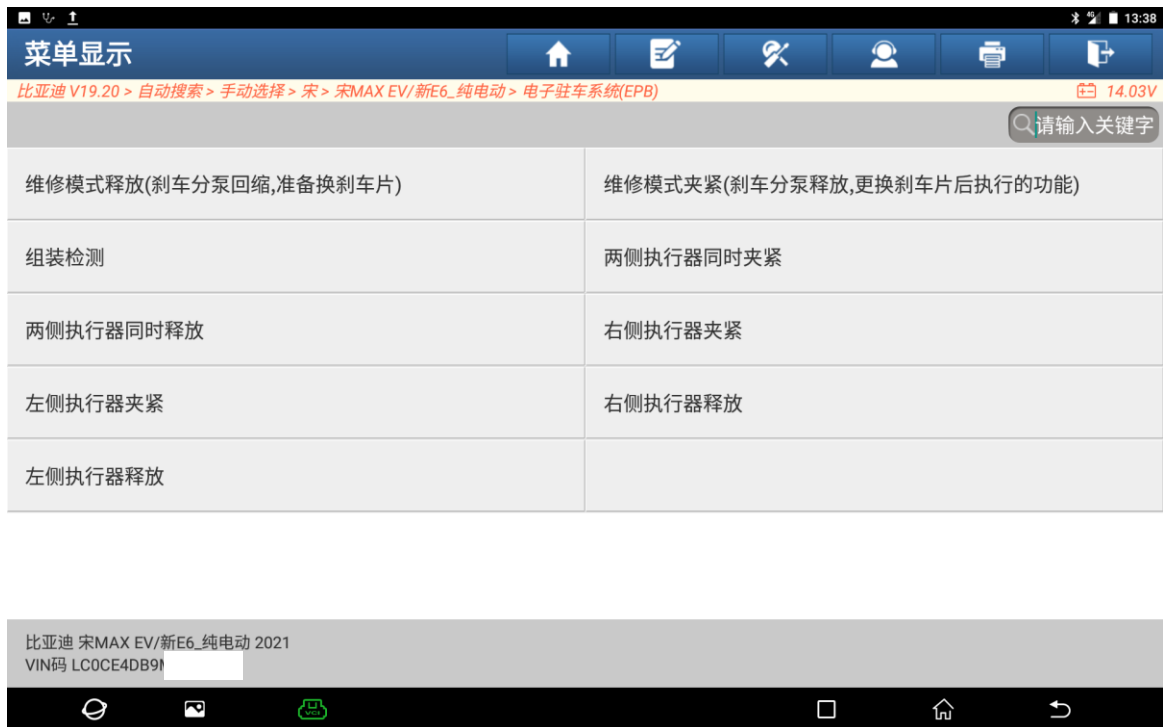 4G 13:38
菜单显示
比亚迪 V19.20 > 自动搜索 > 手动选择 > 宋 > 宋MAX EV/新E6_纯电动 > 电子驻车系统(EPB) 14.03V
请输入关键字
维修模式释放(刹车分泵回缩,准备换刹车片) 维修模式夹紧(刹车分泵释放,更换刹车片后执行的功能)
组装检测 两侧执行器同时夹紧
两侧执行器同时释放 右侧执行器夹紧
左侧执行器夹紧 右侧执行器释放
左侧执行器释放
比亚迪 宋MAX EV/新E6_纯电动 2021
VIN码 LC0CE4DB9
VCI